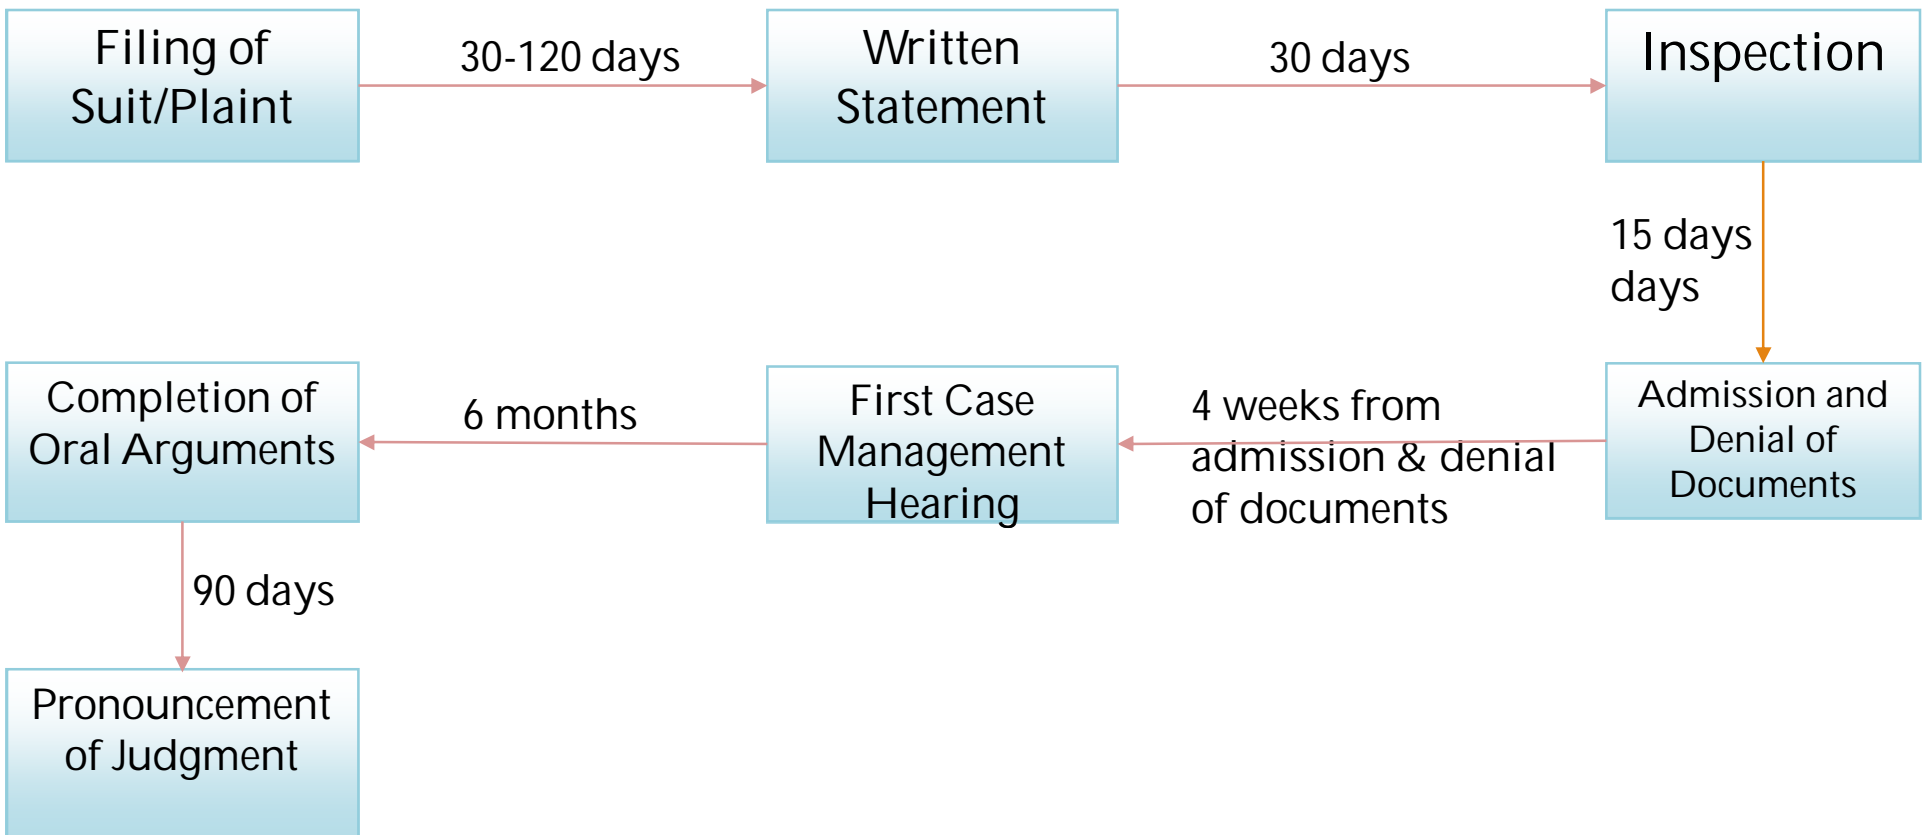 Filing of
Suit/Plaint
30-120 days
Written
Statement
30 days
Inspection
15 days
days
Admission and
Denial of
Documents
4 weeks from
admission & denial
of documents
First Case
Management
Hearing
6 months
Completion of
Oral Arguments
90 days
Pronouncement
of Judgment